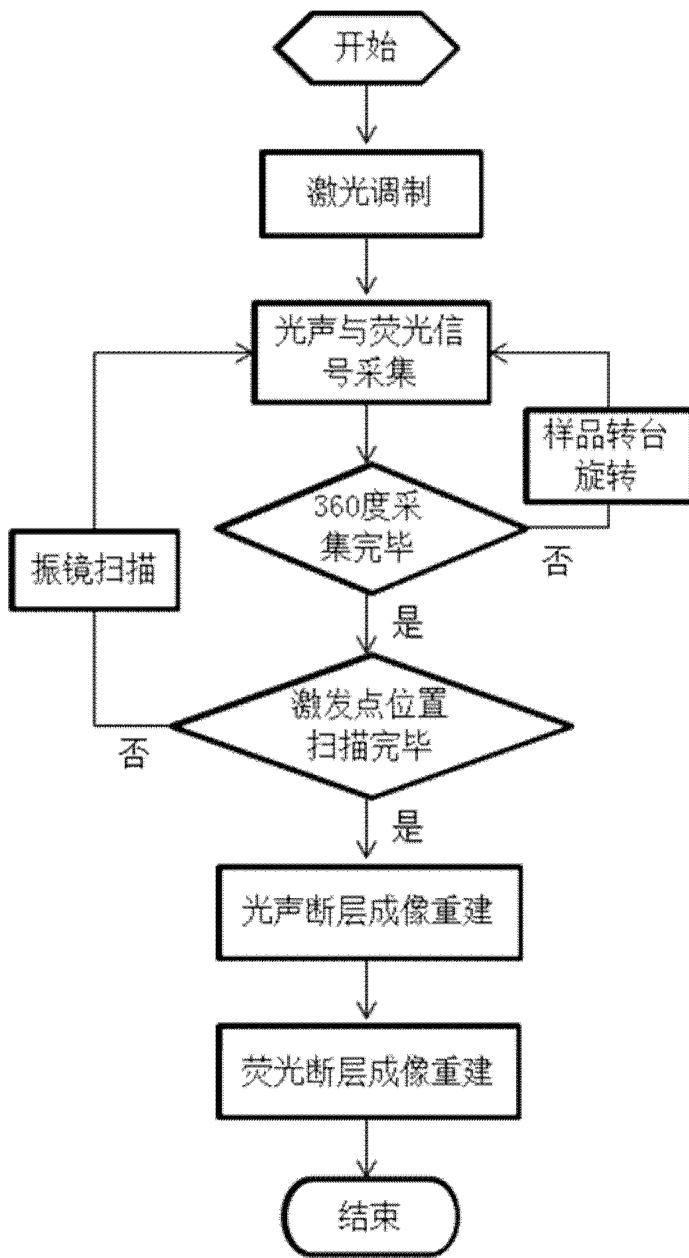 开始
激光调制
光声与荧光信
号采集
样品转台
旋转
360度采
集完毕
否
振镜扫描
是
激发点位置
扫描完毕
否
是
光声断层成像重建
荧光断层成像重建
结束